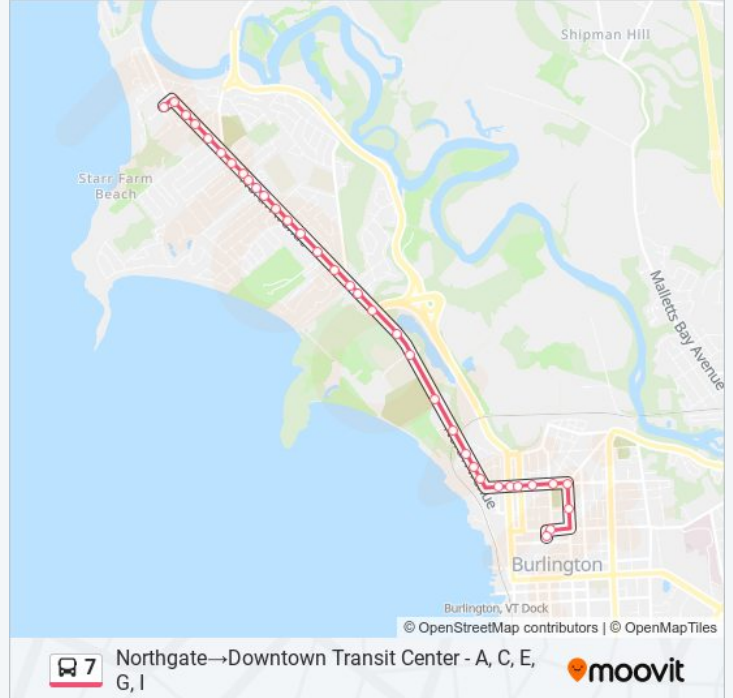 Shipman Hill
Starr Farm
Beach
Malletts Bay Avenue
Burlington
Burlington, VT Dock
© OpenStreetMap contributors | © OpenMapTiles
7
Northgate→Downtown Transit Center - A, C, E,
G, I
moovit